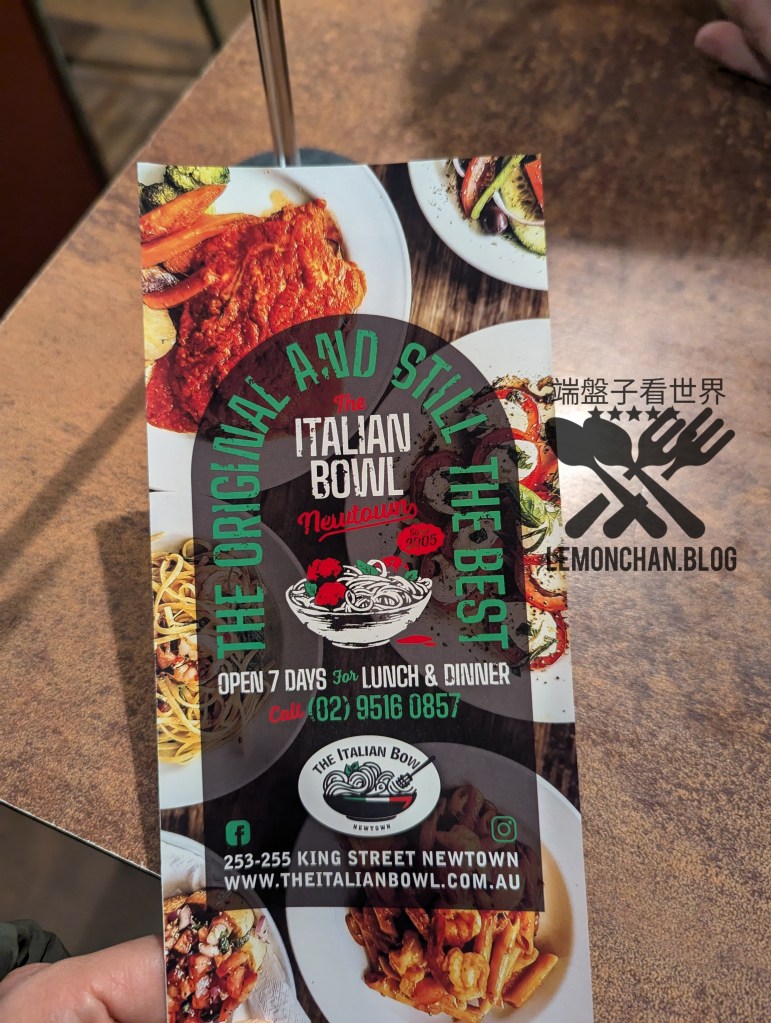 THE ORIGINAL AND STILL THE BEST
The
ITALIAN
BOWL
Newtown
2005
OPEN 7 DAYS For LUNCH & DINNER
Call (02) 9516 0857
THE ITALIAN BOWL
NEWTOWN
253-255 KING STREET NEWTOWN
WWW.THEITALIANBOWL.COM.AU
端盤子看世界
LEMONCHAN.BLOG